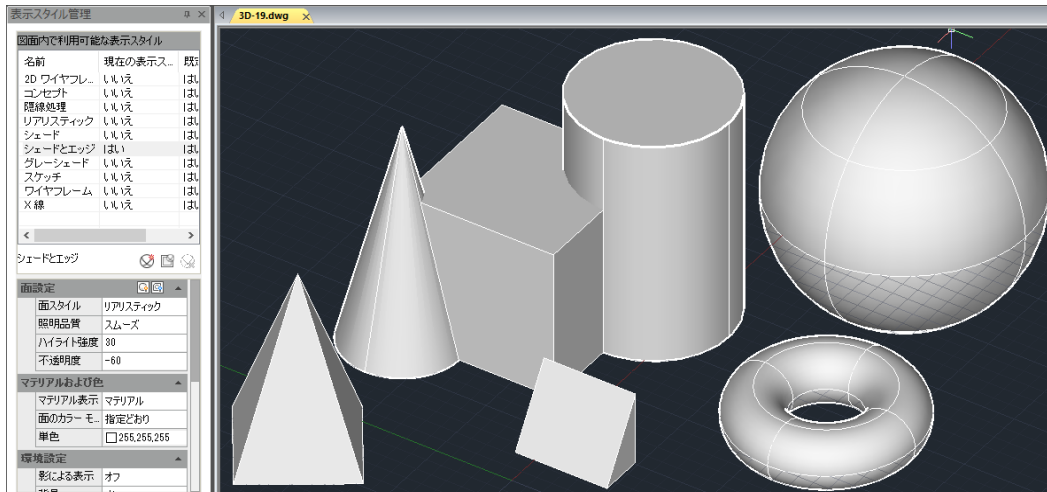 表示スタイル管理
3D-19.dwg
図面内で利用可能な表示スタイル
名前 現在の表示ス... 既
2D ワイヤフレ... いいえ
コンセプト いいえ
隠線処理 いいえ
リアリスティック いいえ
シェード いいえ
シェードとエッジ はい
グレーシェード いいえ
スケッチ いいえ
ワイヤフレーム いいえ
X 線 いいえ
シェードとエッジ
面設定
面スタイル リアリスティック
照明品質 スムーズ
ハイライト強度 30
不透明度 -60
マテリアルおよび色
マテリアル表示 マテリアル
面のカラー モ... 指定どおり
単色 255,255,255
環境設定
影による表示 オフ